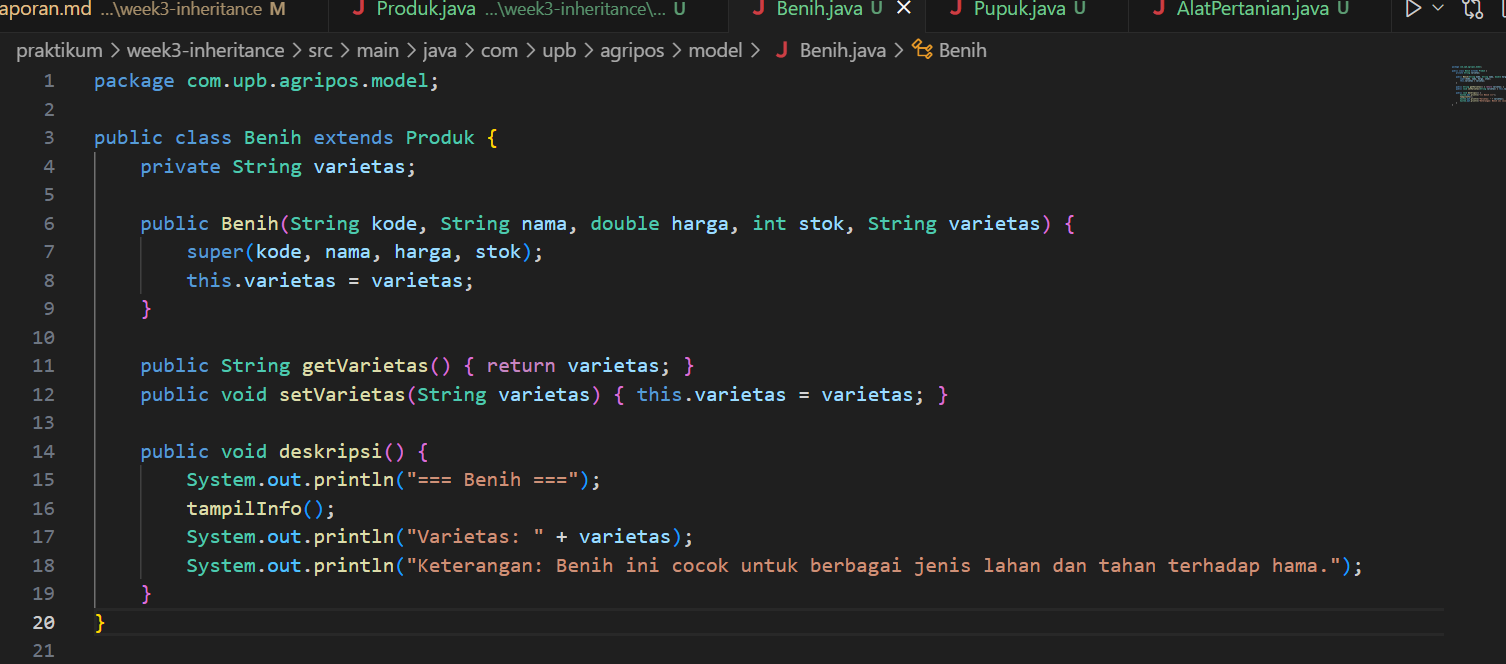 aporan.md ...\week3-inheritance M J Produk.java ...\week3-inheritance\... U J Benih.java U J Pupuk.java U J AlatPertanian.java U
praktikum > week3-inheritance > src > main > java > com > upb > agripos > model > J Benih.java > Benih
1 package com.upb.agripos.model;
2
3 public class Benih extends Produk {
4     private String varietas;
5
6     public Benih(String kode, String nama, double harga, int stok, String varietas) {
7         super(kode, nama, harga, stok);
8         this.varietas = varietas;
9     }
10
11     public String getVarietas() { return varietas; }
12     public void setVarietas(String varietas) { this.varietas = varietas; }
13
14     public void deskripsi() {
15         System.out.println("=== Benih ===");
16         tampilInfo();
17         System.out.println("Varietas: " + varietas);
18         System.out.println("Keterangan: Benih ini cocok untuk berbagai jenis lahan dan tahan terhadap hama.");
19     }
20 }
21